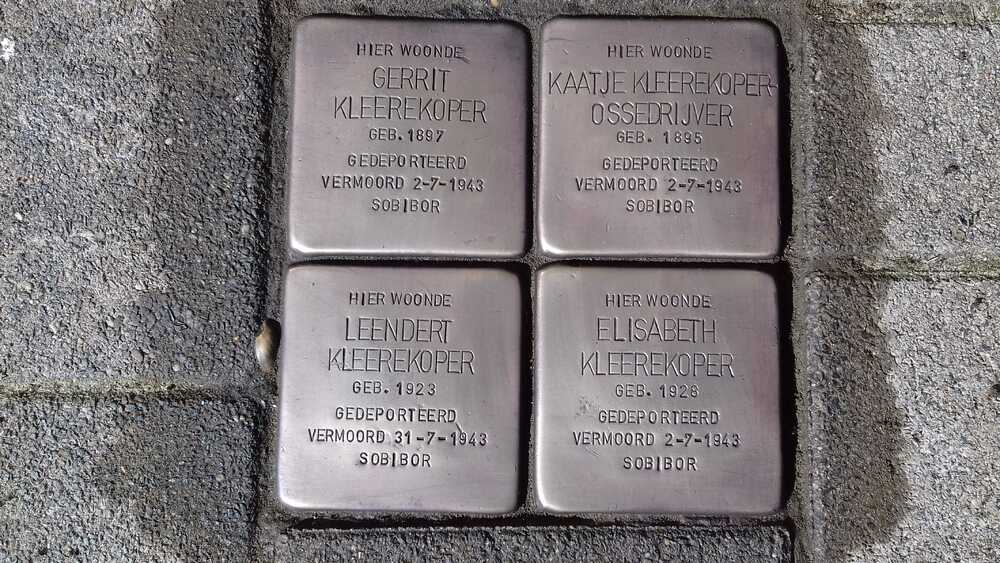 HIER WOONDE
GERRIT
KLEEREKOPER
GEB. 1897
GEDEPORTEERD
VERMOORD 2-7-1943
SOBIBOR
HIER WOONDE
KAATJE KLEEREKOPER-
OSSEDRIJVER
GEB. 1895
GEDEPORTEERD
VERMOORD 2-7-1943
SOBIBOR
HIER WOONDE
LEENDERT
KLEEREKOPER
GEB. 1923
GEDEPORTEERD
VERMOORD 31-7-1943
SOBIBOR
HIER WOONDE
ELISABETH
KLEEREKOPER
GEB. 1928
GEDEPORTEERD
VERMOORD 2-7-1943
SOBIBOR